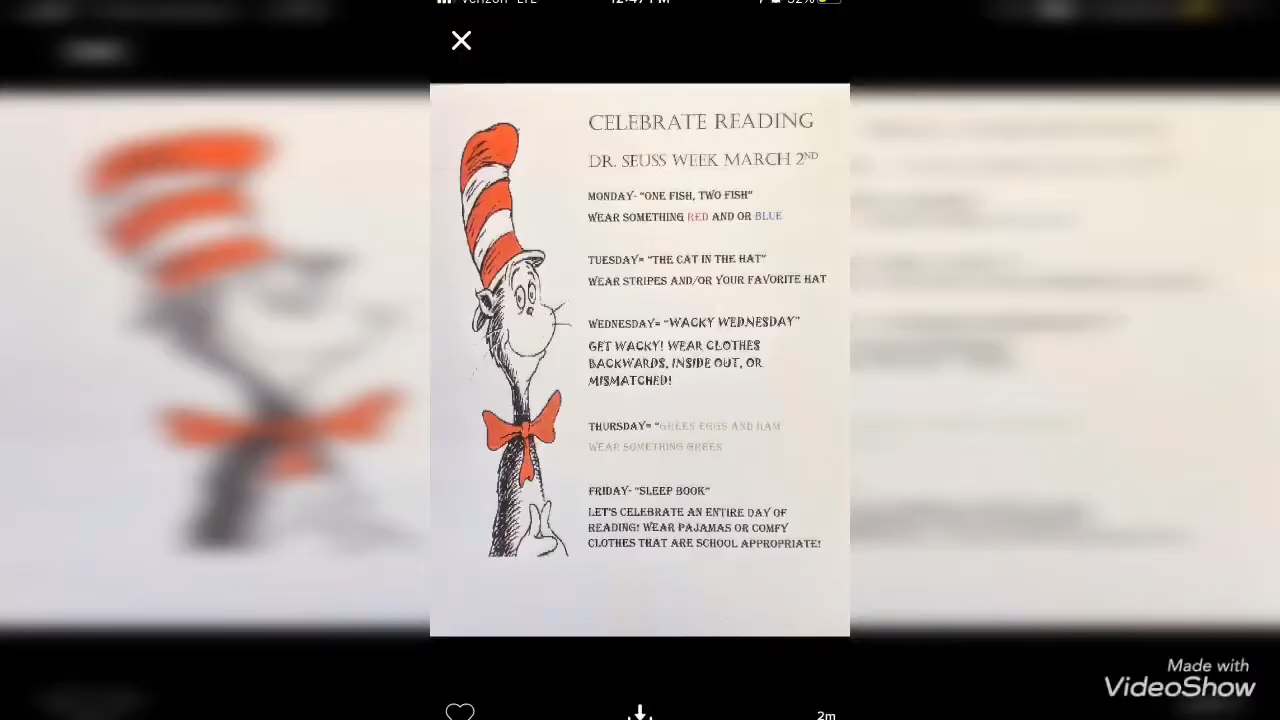 CELEBRATE READING
DR. SEUSS WEEK MARCH 2ND
MONDAY- "ONE FISH, TWO FISH"
WEAR SOMETHING RED AND OR BLUE
TUESDAY= "THE CAT IN THE HAT"
WEAR STRIPES AND/OR YOUR FAVORITE HAT
WEDNESDAY= "WACKY WEDNESDAY"
GET WACKY! WEAR CLOTHES
BACKWARDS, INSIDE OUT, OR
MISMATCHED!
THURSDAY= "GREEN EGGS AND HAM
WEAR SOMETHING GREEN
FRIDAY- "SLEEP BOOK"
LET'S CELEBRATE AN ENTIRE DAY OF
READING! WEAR PAJAMAS OR COMFY
CLOTHES THAT ARE SCHOOL APPROPRIATE!
2m
Made with
VideoShow